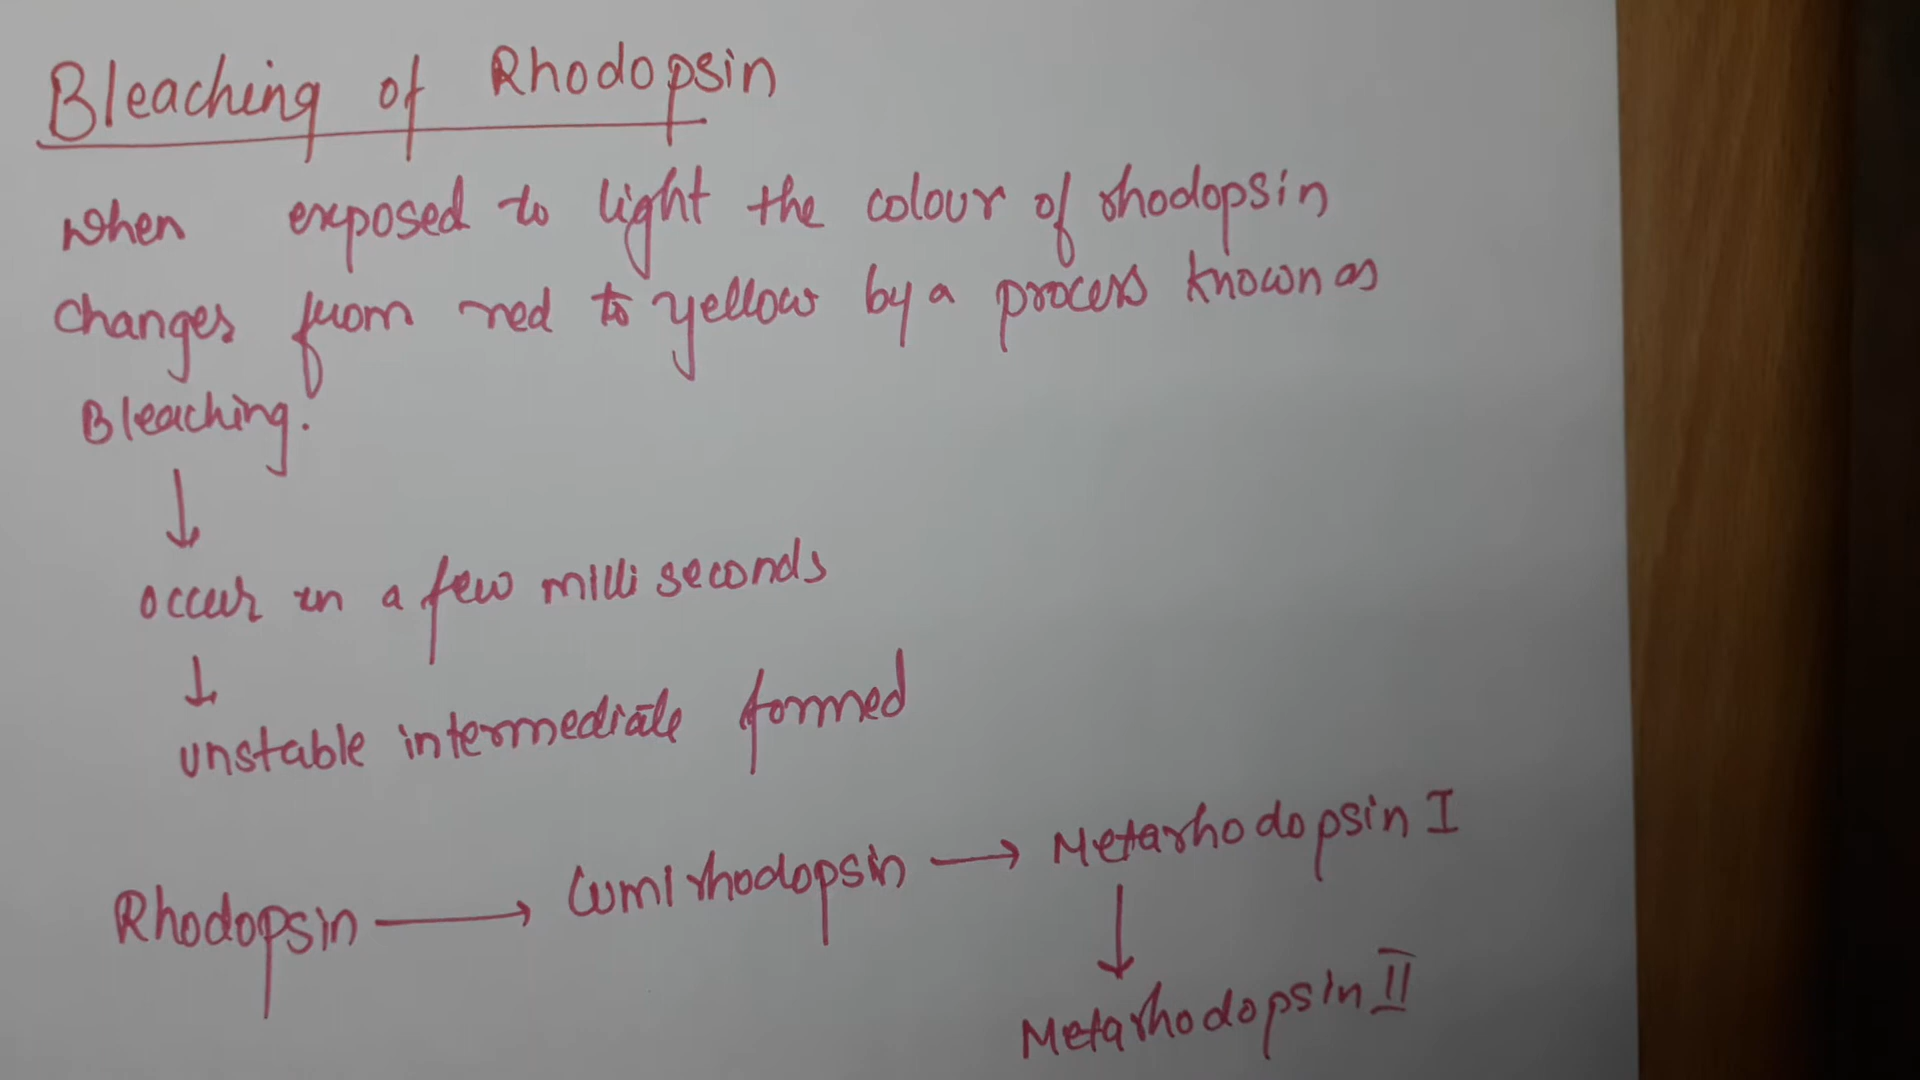 Bleaching of Rhodopsin
when exposed to light the colour of rhodopsin
changes from red to yellow by a process known as
Bleaching.
↓
occur in a few milli seconds
↓
unstable intermediate formed
Rhodopsin → Lumirhodopsin → Metarhodopsin I
↓
Metarhodopsin II